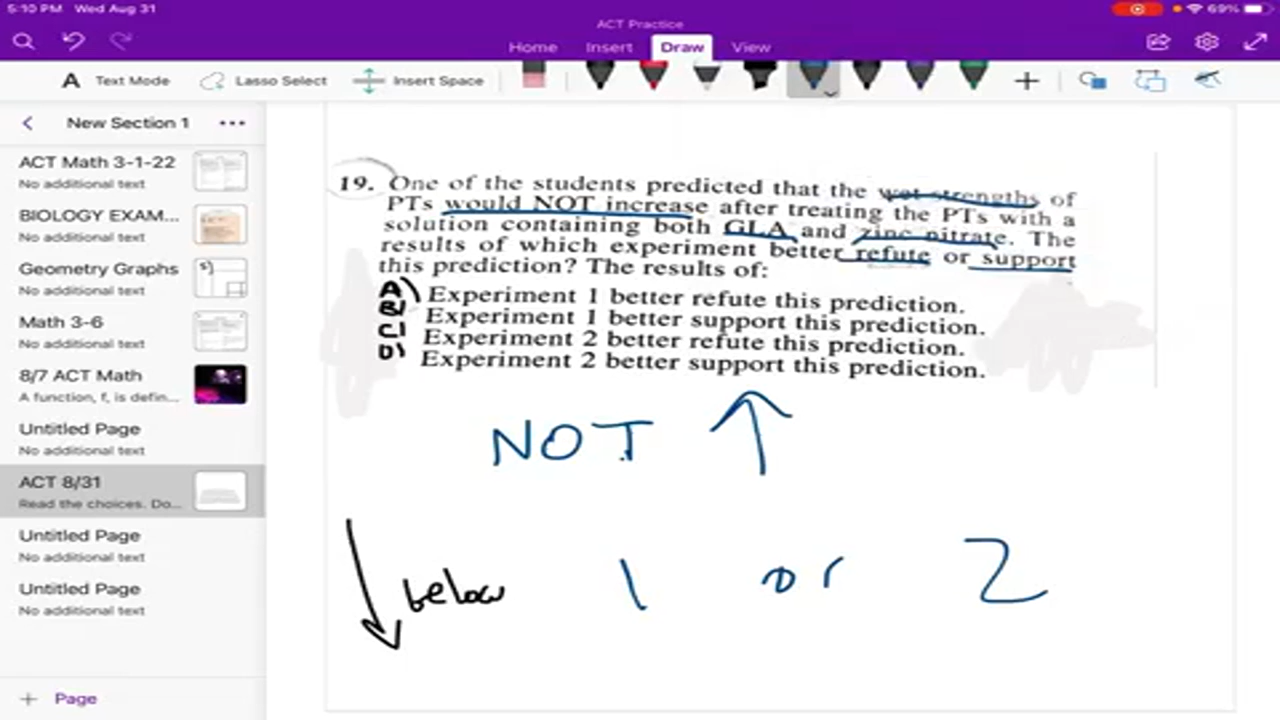 5:10 PM Wed Aug 31
69%
ACT Practice
Home Insert Draw View
Text Mode Lasso Select Insert Space
New Section 1
ACT Math 3-1-22
No additional text
BIOLOGY EXAM...
No additional text
Geometry Graphs
No additional text
Math 3-6
No additional text
8/7 ACT Math
A function, f, is defin...
Untitled Page
No additional text
ACT 8/31
Read the choices. Do...
Untitled Page
No additional text
Untitled Page
No additional text
+ Page
19. One of the students predicted that the wet strengths of
PTs would NOT increase after treating the PTs with a
solution containing both GLA and zinc nitrate. The
results of which experiment better refute or support
this prediction? The results of:
A) Experiment 1 better refute this prediction.
B) Experiment 1 better support this prediction.
C) Experiment 2 better refute this prediction.
D) Experiment 2 better support this prediction.
NOT ↑
↓ below 1 or 2